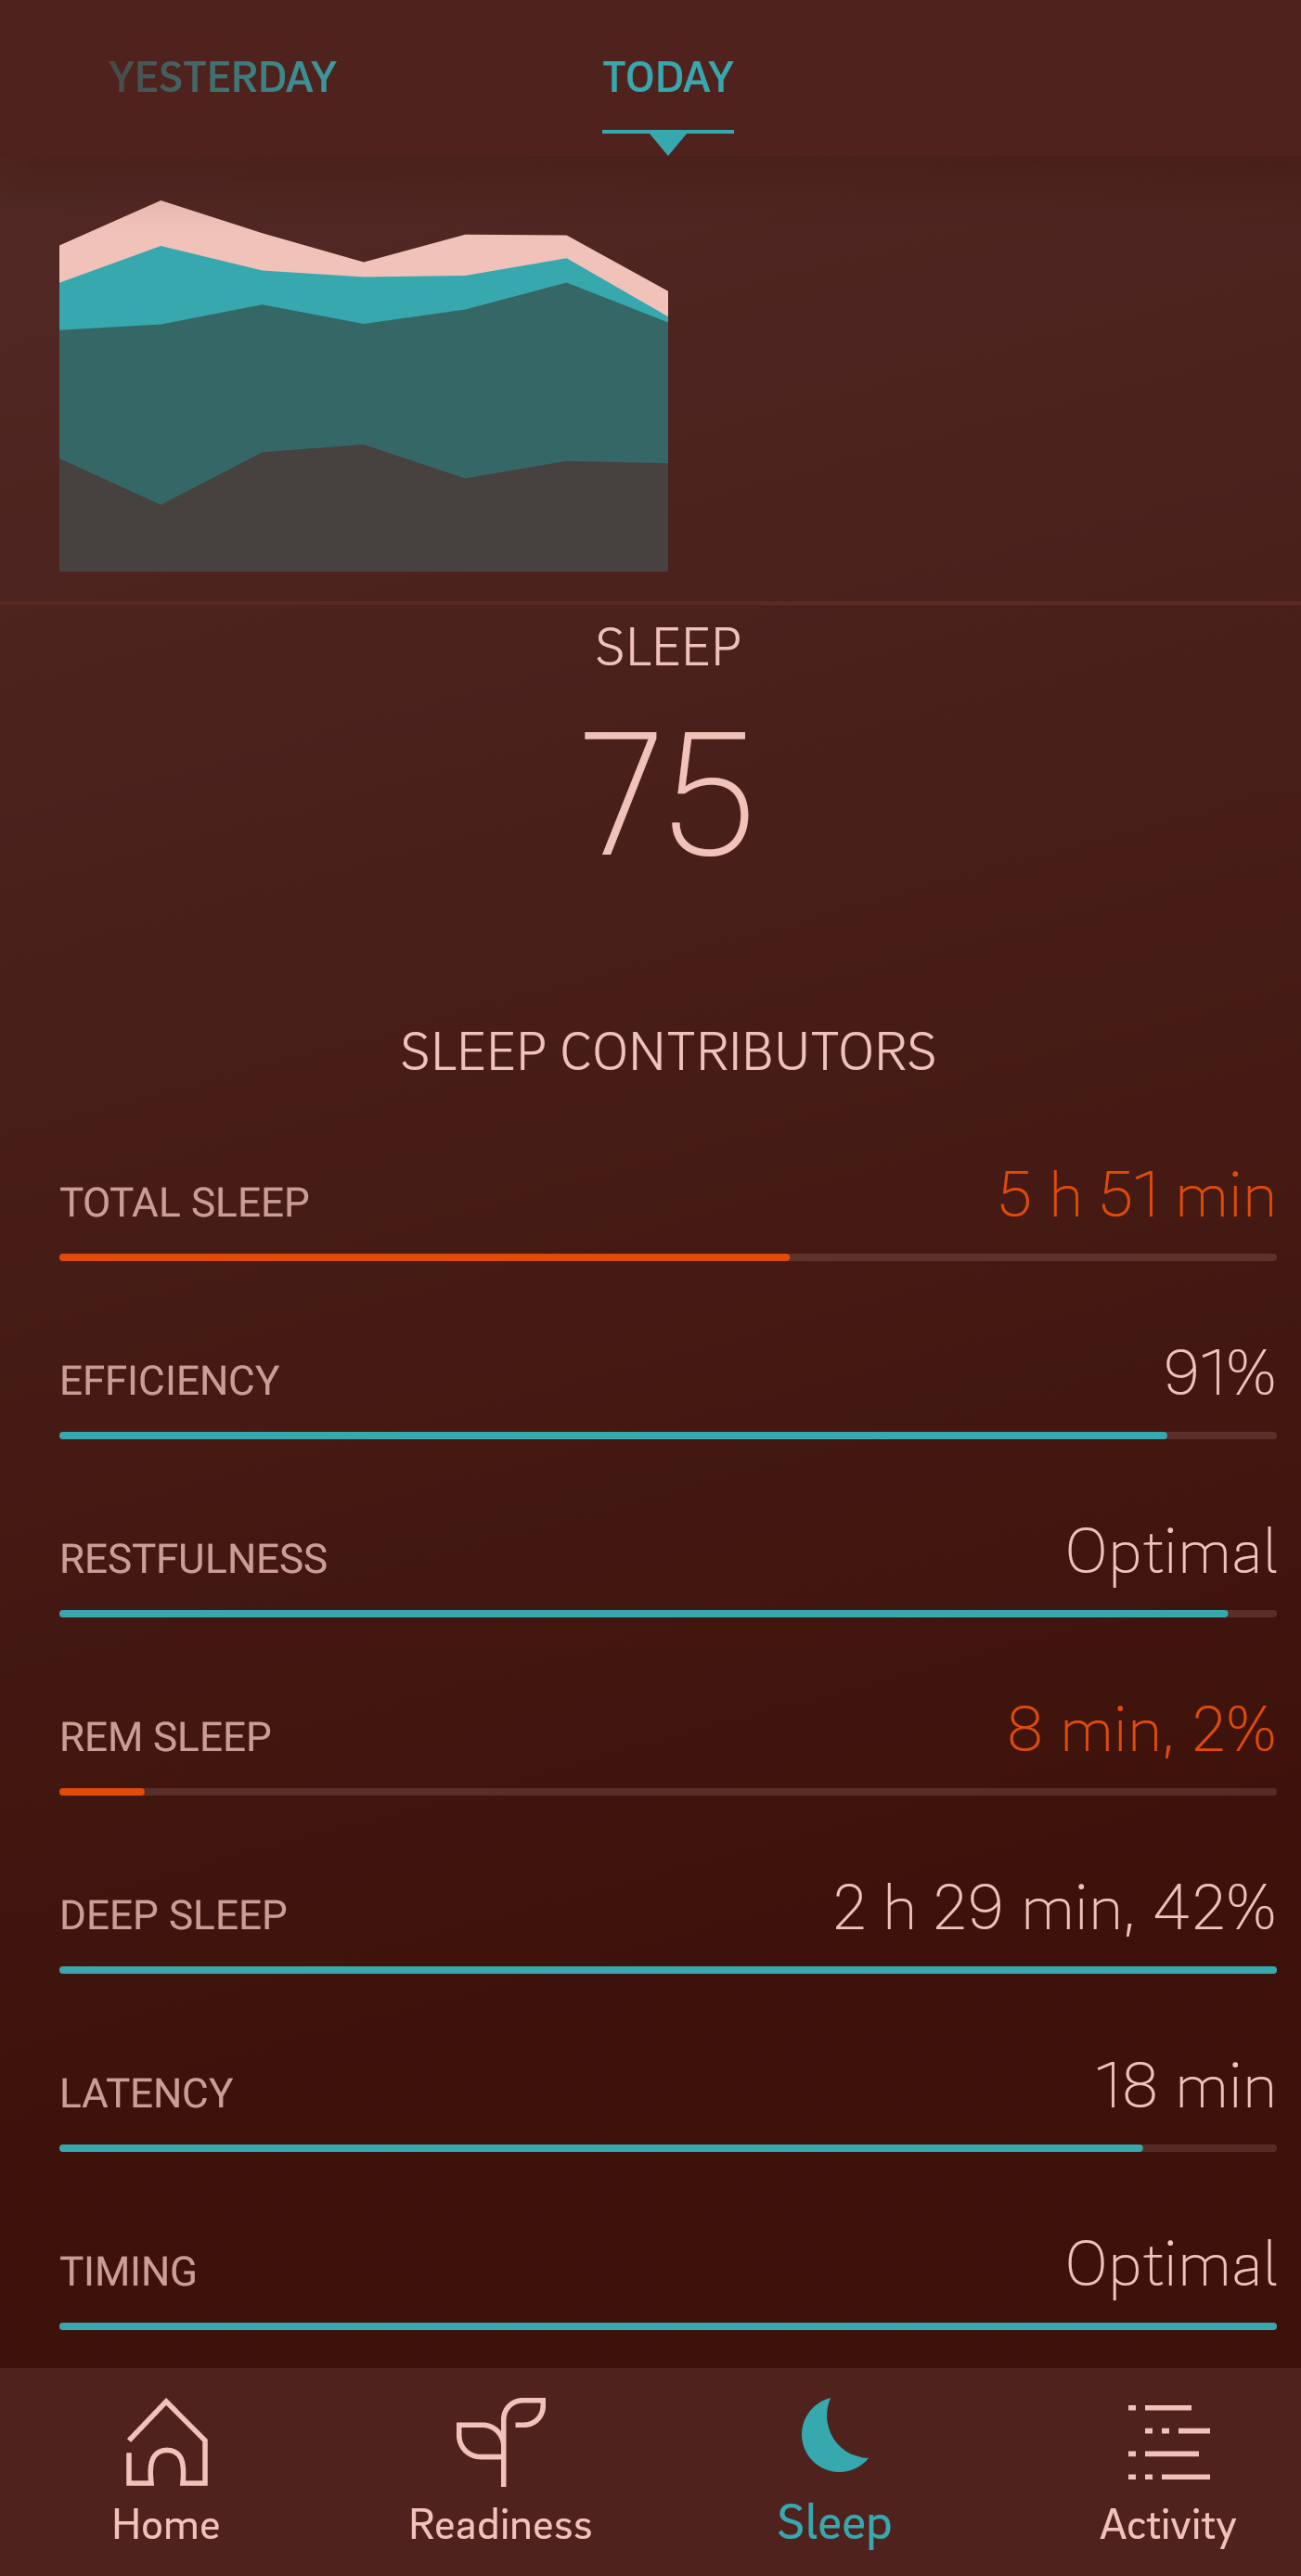 YESTERDAY TODAY
SLEEP
75
SLEEP CONTRIBUTORS
TOTAL SLEEP 5 h 51 min
EFFICIENCY 91%
RESTFULNESS Optimal
REM SLEEP 8 min, 2%
DEEP SLEEP 2 h 29 min, 42%
LATENCY 18 min
TIMING Optimal
Home Readiness Sleep Activity